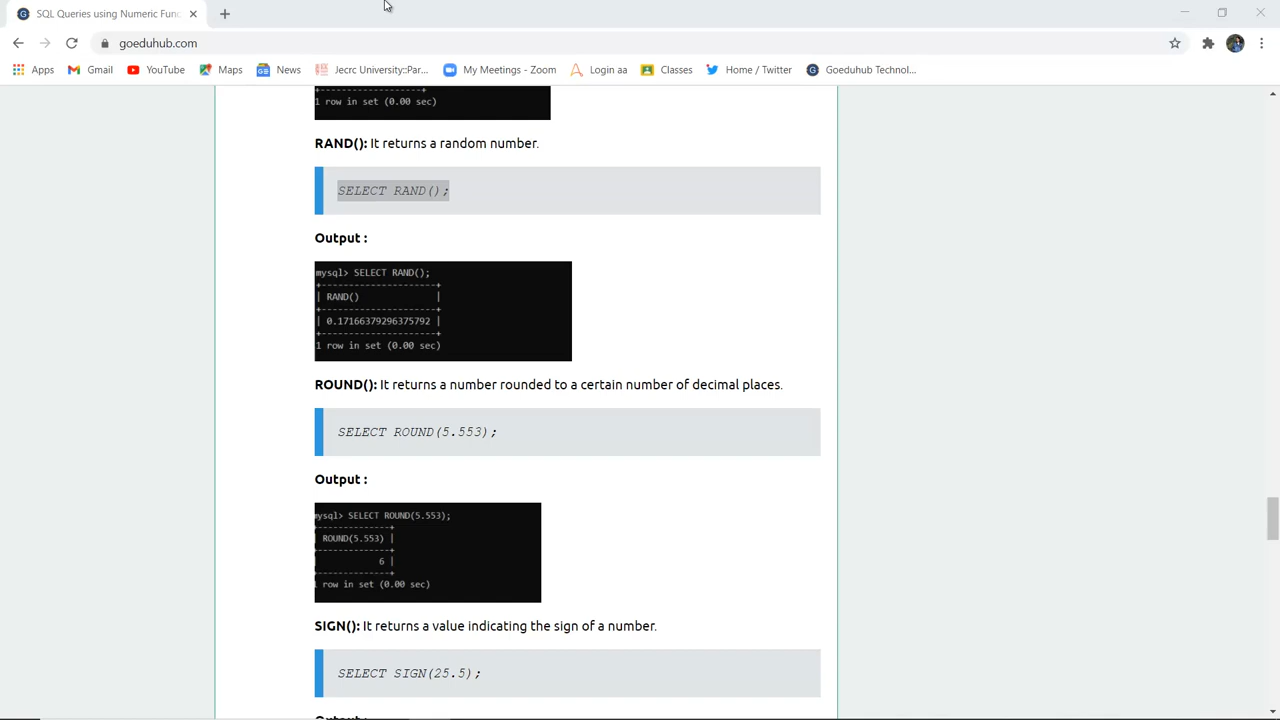 SQL Queries using Numeric Fun
goeduhub.com
Apps
Gmail
YouTube
Maps
News
Jecrc University::Par...
My Meetings - Zoom
Login aa
Classes
Home / Twitter
Goeduhub Technol...
1 row in set (0.00 sec)
RAND(): It returns a random number.
SELECT RAND();
Output :
mysql> SELECT RAND();
+---------------------+
| RAND() |
+---------------------+
| 0.17166379296375792 |
+---------------------+
1 row in set (0.00 sec)
ROUND(): It returns a number rounded to a certain number of decimal places.
SELECT ROUND(5.553);
Output :
mysql> SELECT ROUND(5.553);
+--------------+
| ROUND(5.553) |
+--------------+
| 6 |
+--------------+
1 row in set (0.00 sec)
SIGN(): It returns a value indicating the sign of a number.
SELECT SIGN(25.5);
Output :